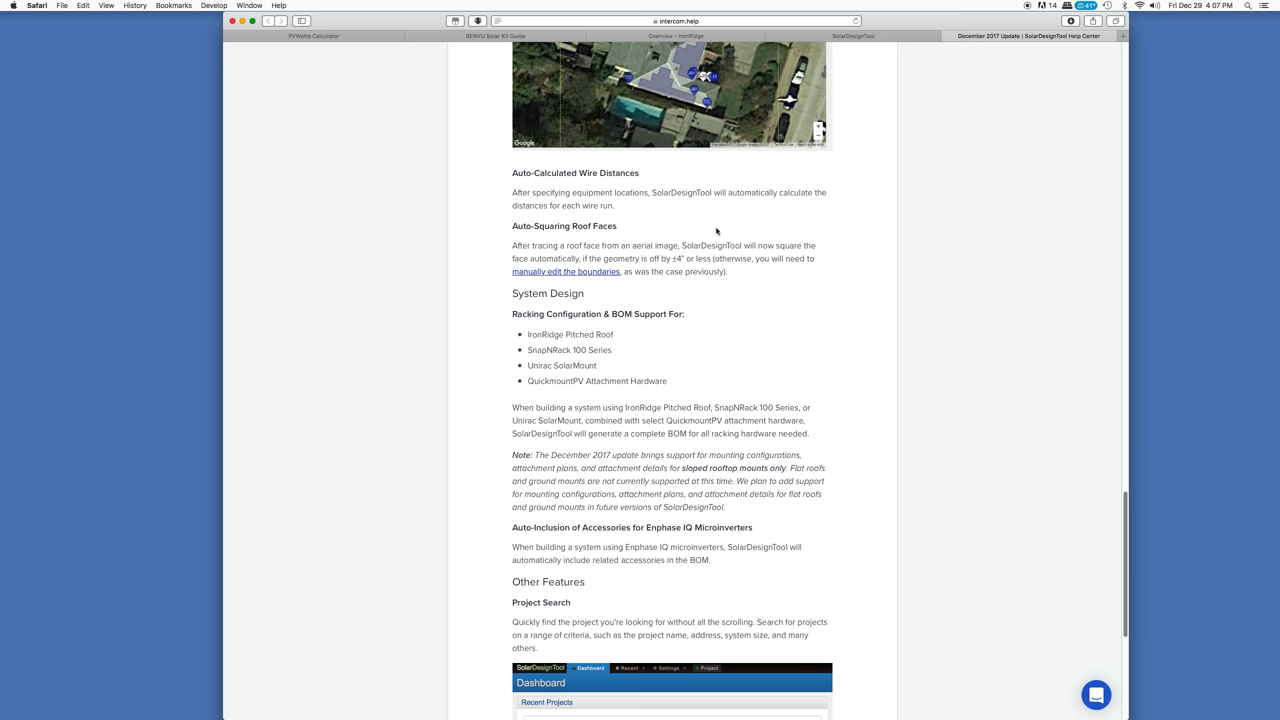 Safari File Edit View History Bookmarks Develop Window Help 14 41° Fri Dec 29 4:07 PM
intercom.help
PVWatts Calculator RENVU Solar Kit Guide Overview - IronRidge SolarDesignTool December 2017 Update | SolarDesignTool Help Center
Google
Auto-Calculated Wire Distances
After specifying equipment locations, SolarDesignTool will automatically calculate the
distances for each wire run.
Auto-Squaring Roof Faces
After tracing a roof face from an aerial image, SolarDesignTool will now square the
face automatically, if the geometry is off by ±4° or less (otherwise, you will need to
manually edit the boundaries, as was the case previously).
System Design
Racking Configuration & BOM Support For:
IronRidge Pitched Roof
SnapNRack 100 Series
Unirac SolarMount
QuickmountPV Attachment Hardware
When building a system using IronRidge Pitched Roof, SnapNRack 100 Series, or
Unirac SolarMount, combined with select QuickmountPV attachment hardware,
SolarDesignTool will generate a complete BOM for all racking hardware needed.
Note: The December 2017 update brings support for mounting configurations,
attachment plans, and attachment details for sloped rooftop mounts only. Flat roofs
and ground mounts are not currently supported at this time. We plan to add support
for mounting configurations, attachment plans, and attachment details for flat roofs
and ground mounts in future versions of SolarDesignTool.
Auto-Inclusion of Accessories for Enphase IQ Microinverters
When building a system using Enphase IQ microinverters, SolarDesignTool will
automatically include related accessories in the BOM.
Other Features
Project Search
Quickly find the project you're looking for without all the scrolling. Search for projects
on a range of criteria, such as the project name, address, system size, and many
others.
SolarDesignTool Dashboard Recent Settings Project
Dashboard
Recent Projects